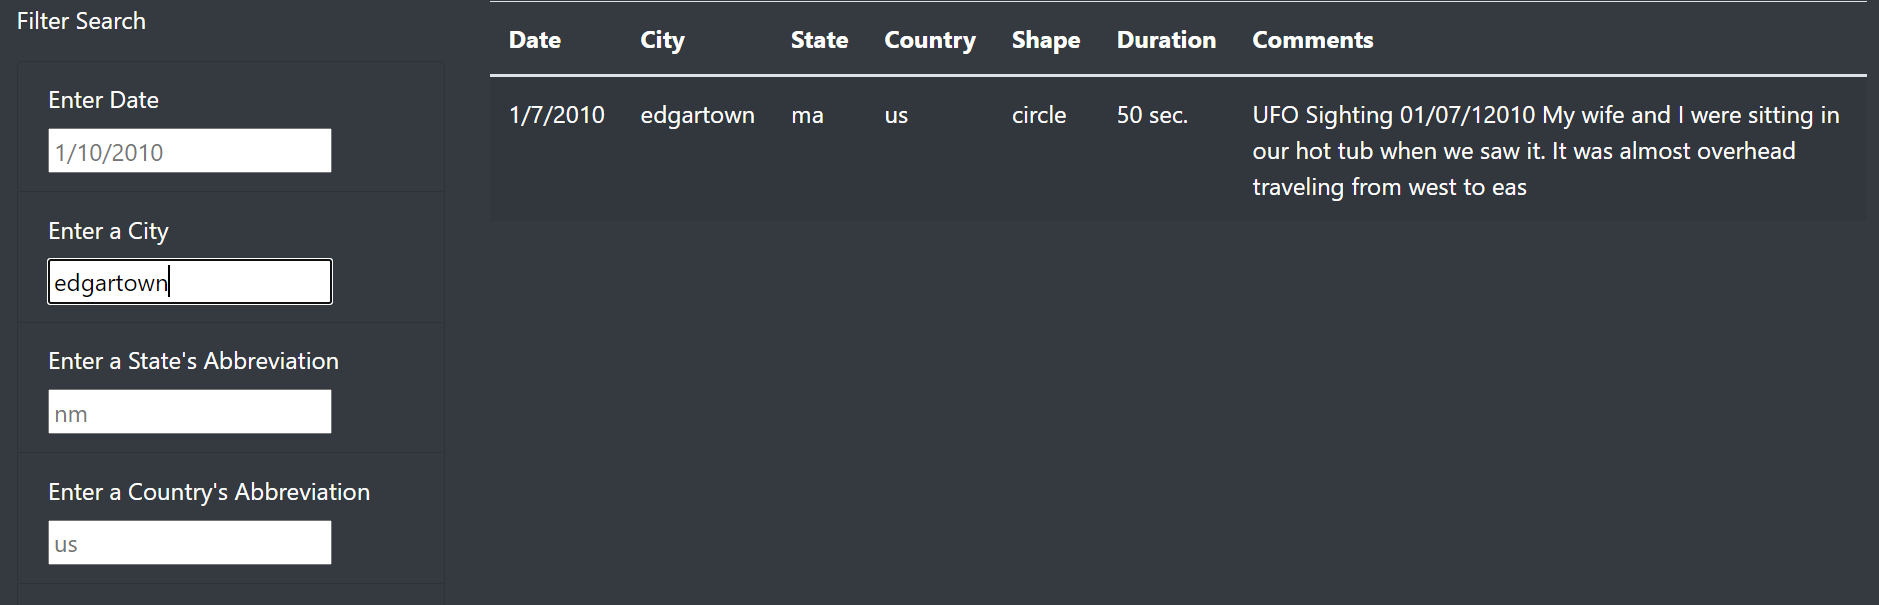 Filter Search
Enter Date
1/10/2010
Enter a City
edgartown
Enter a State's Abbreviation
nm
Enter a Country's Abbreviation
us
Date City State Country Shape Duration Comments
1/7/2010 edgartown ma us circle 50 sec. UFO Sighting 01/07/12010 My wife and I were sitting in
our hot tub when we saw it. It was almost overhead
traveling from west to eas